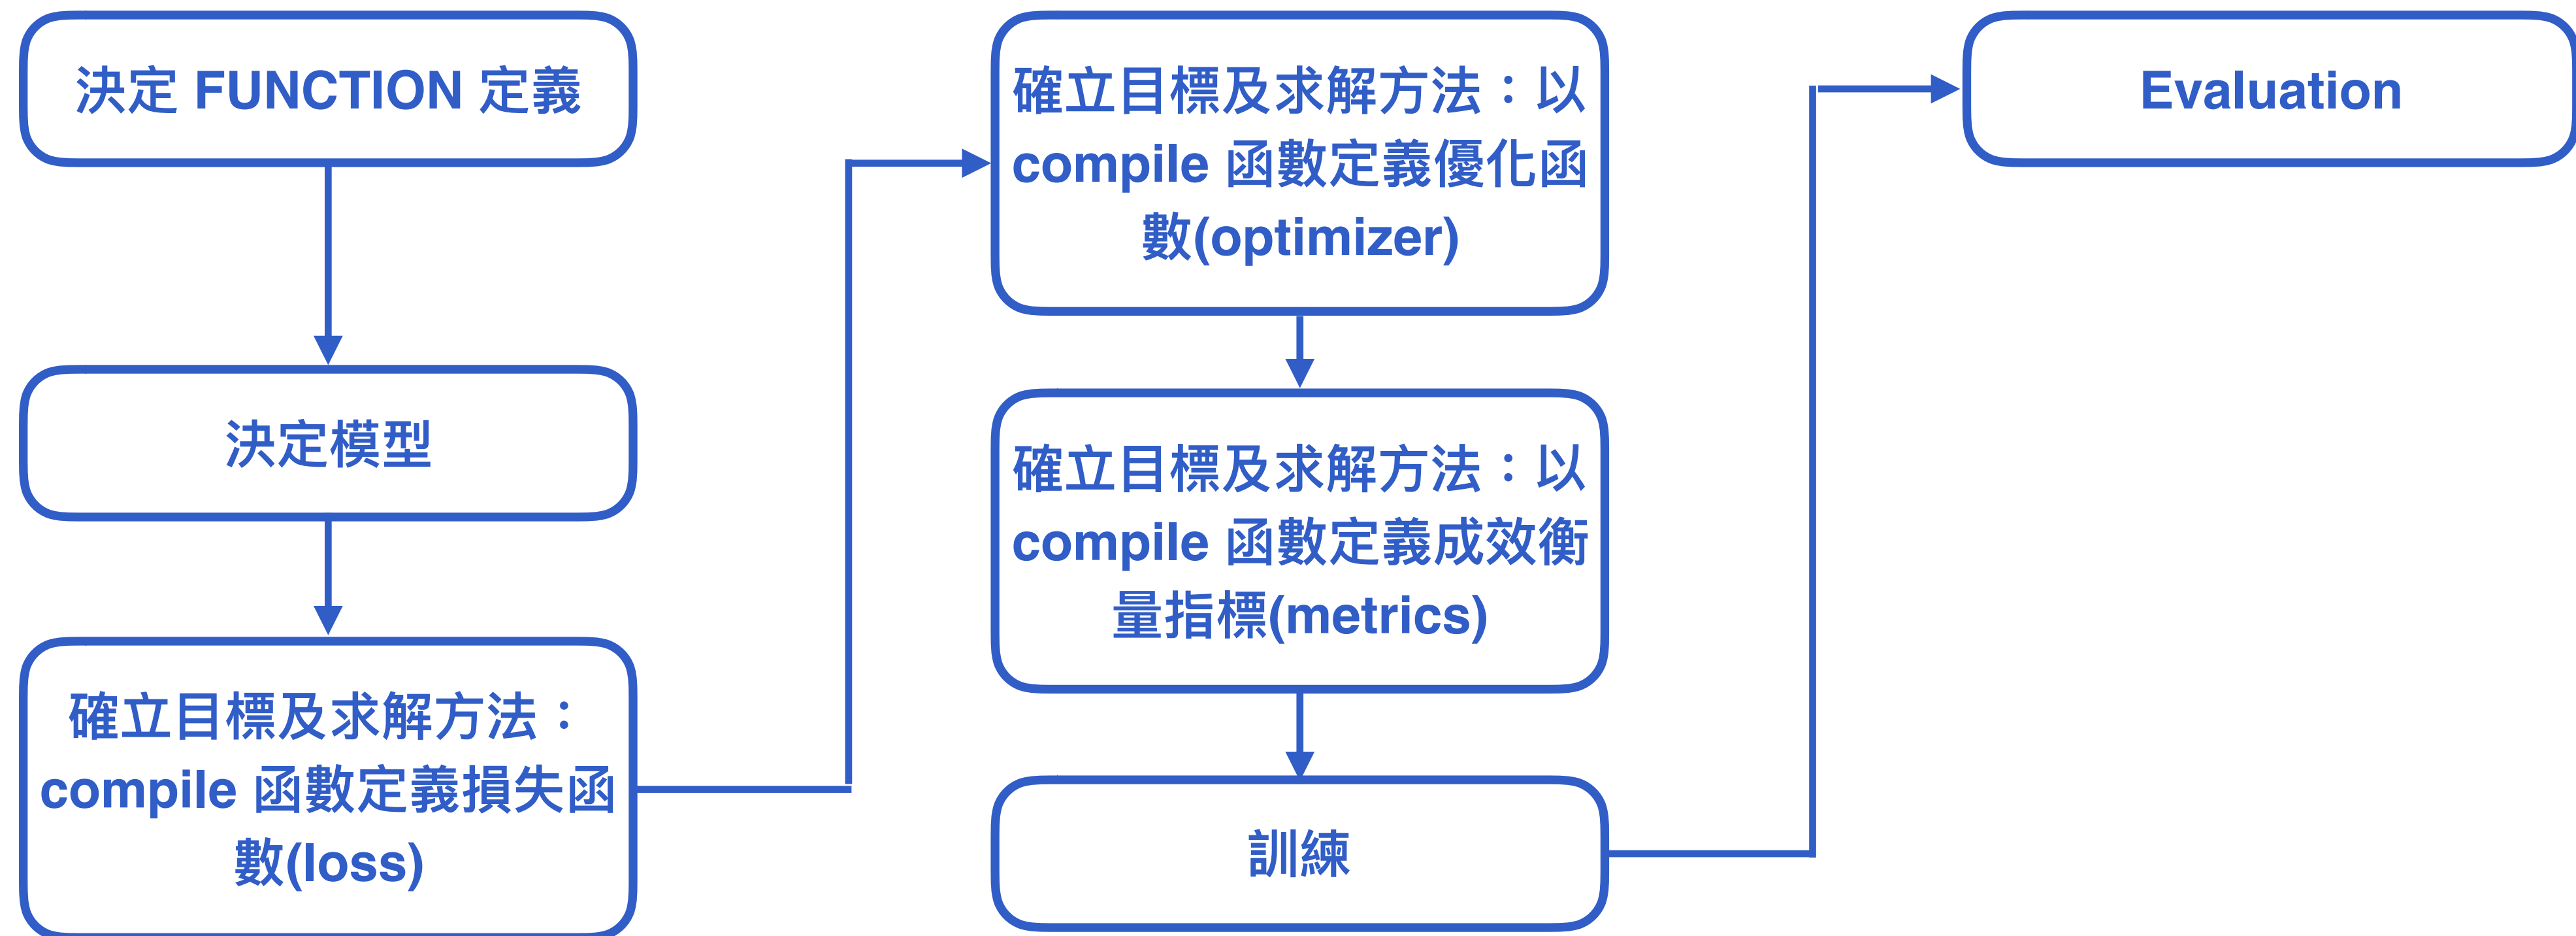 決定 FUNCTION 定義
決定模型
確立目標及求解方法：
compile 函數定義損失函
數(loss)
確立目標及求解方法：以
compile 函數定義優化函
數(optimizer)
確立目標及求解方法：以
compile 函數定義成效衡
量指標(metrics)
訓練
Evaluation